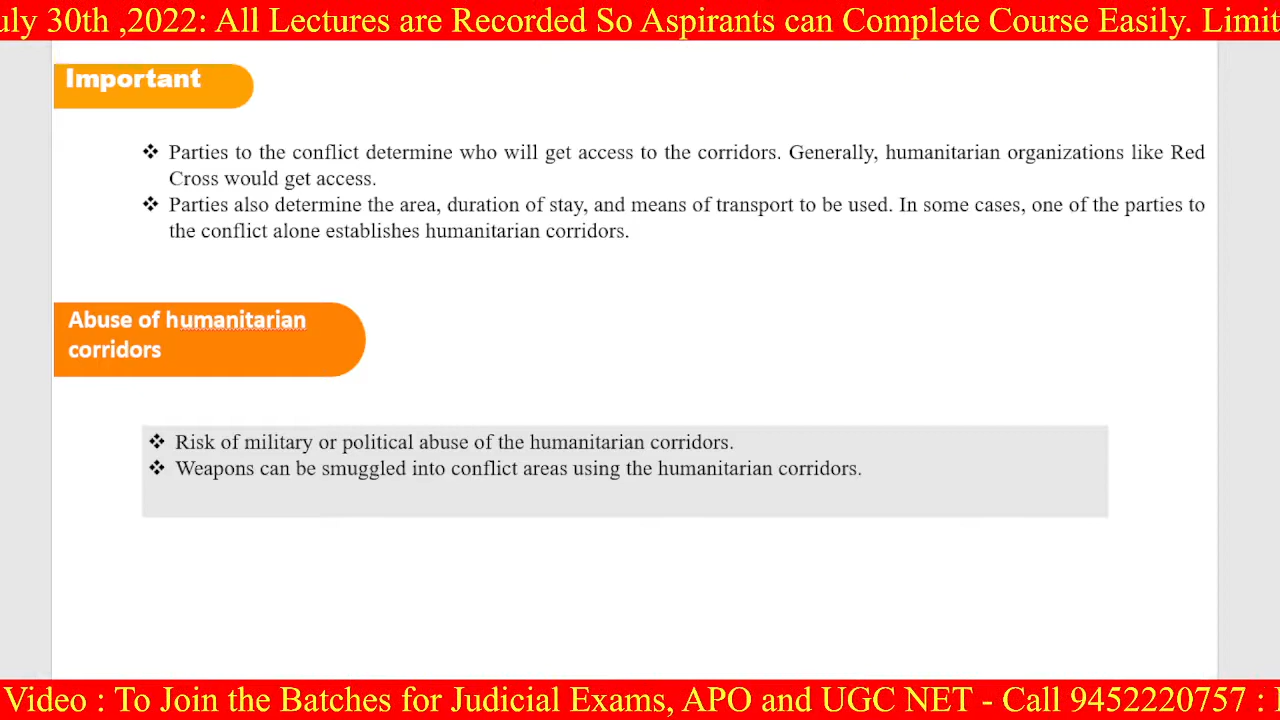 uly 30th ,2022: All Lectures are Recorded So Aspirants can Complete Course Easily. Limit
Important
❖ Parties to the conflict determine who will get access to the corridors. Generally, humanitarian organizations like Red
Cross would get access.
❖ Parties also determine the area, duration of stay, and means of transport to be used. In some cases, one of the parties to
the conflict alone establishes humanitarian corridors.
Abuse of humanitarian
corridors
❖ Risk of military or political abuse of the humanitarian corridors.
❖ Weapons can be smuggled into conflict areas using the humanitarian corridors.
Video : To Join the Batches for Judicial Exams, APO and UGC NET - Call 9452220757 :